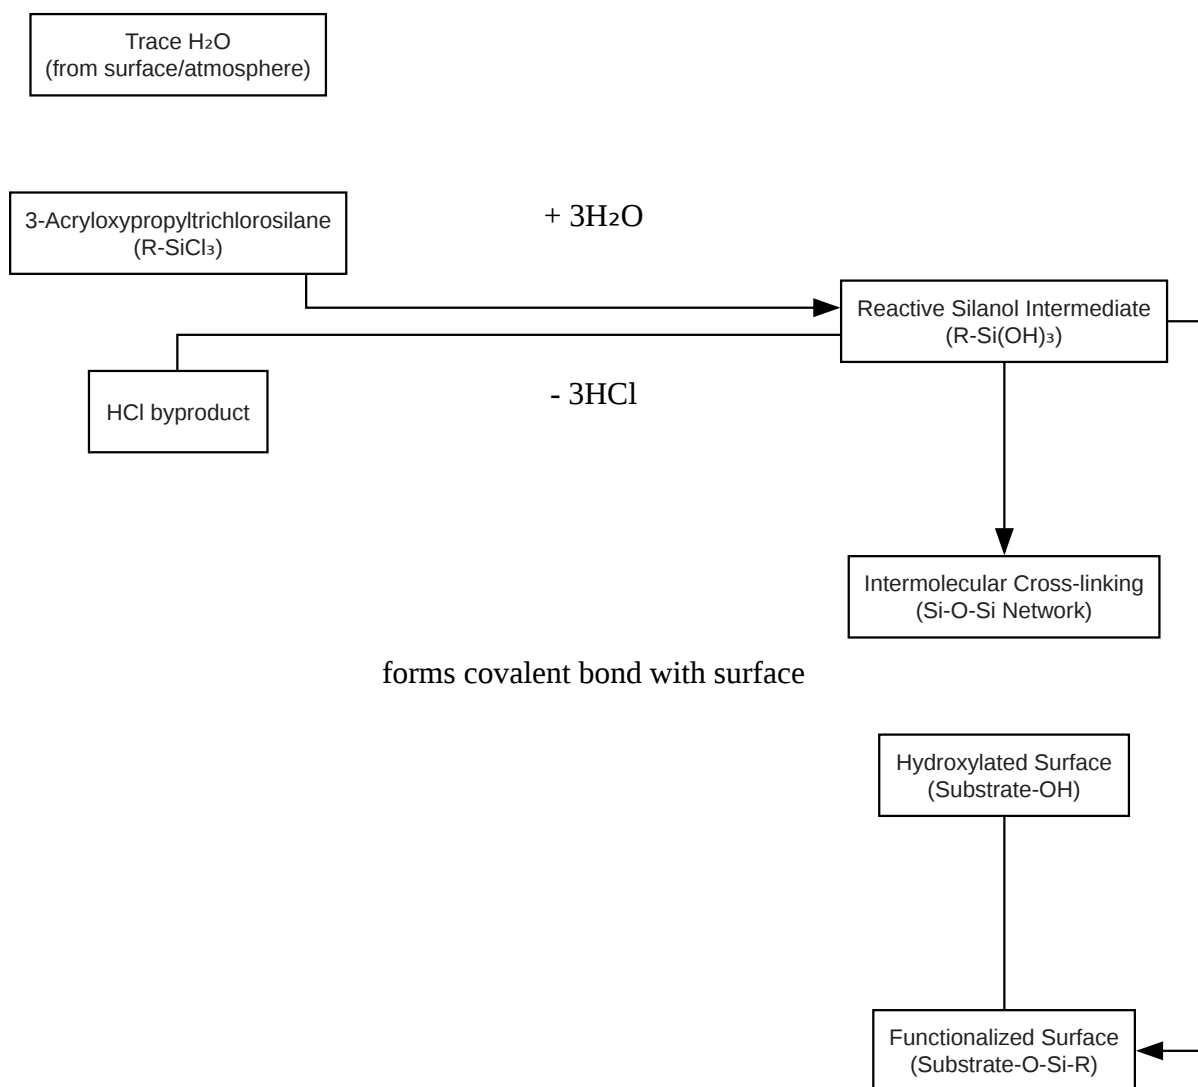 Trace H₂O
(from surface/atmosphere)
3-Acryloxypropyltrichlorosilane
(R-SiCl₃)
+ 3H₂O
Reactive Silanol Intermediate
(R-Si(OH)₃)
HCl byproduct
- 3HCl
Intermolecular Cross-linking
(Si-O-Si Network)
forms covalent bond with surface
Hydroxylated Surface
(Substrate-OH)
Functionalized Surface
(Substrate-O-Si-R)